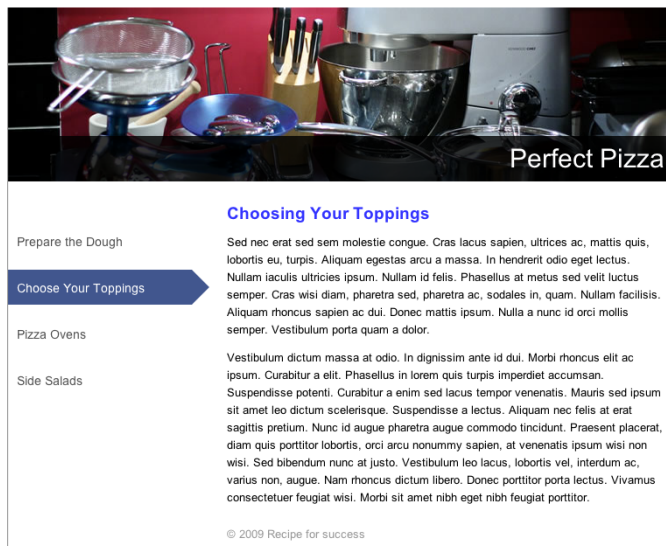 Perfect Pizza
Prepare the Dough
Choose Your Toppings
Pizza Ovens
Side Salads
Choosing Your Toppings
Sed nec erat sed sem molestie congue. Cras lacus sapien, ultrices ac, mattis quis,
lobortis eu, turpis. Aliquam egestas arcu a massa. In hendrerit odio eget lectus.
Nullam iaculis ultricies ipsum. Nullam id felis. Phasellus at metus sed velit luctus
semper. Cras wisi diam, pharetra sed, pharetra ac, sodales in, quam. Nullam facilisis.
Aliquam rhoncus sapien ac dui. Donec mattis ipsum. Nulla a nunc id orci mollis
semper. Vestibulum porta quam a dolor.
Vestibulum dictum massa at odio. In dignissim ante id dui. Morbi rhoncus elit ac
ipsum. Curabitur a elit. Phasellus in lorem quis turpis imperdiet accumsan.
Suspendisse potenti. Curabitur a enim sed lacus tempor venenatis. Mauris sed ipsum
sit amet leo dictum scelerisque. Suspendisse a lectus. Aliquam nec felis at erat
sagittis pretium. Nunc id augue pharetra augue commodo tincidunt. Praesent placerat,
diam quis porttitor lobortis, orci arcu nonummy sapien, at venenatis ipsum wisi non
wisi. Sed bibendum nunc at justo. Vestibulum leo lacus, lobortis vel, interdum ac,
varius non, augue. Nam rhoncus dictum libero. Donec porttitor porta lectus. Vivamus
consectetuer feugiat wisi. Morbi sit amet nibh eget nibh feugiat porttitor.
© 2009 Recipe for success